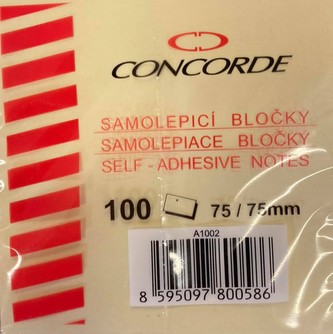 CONCORDE
SAMOLEPICÍ BLOČKY
SAMOLEPIACE BLOČKY
SELF-ADHESIVE NOTES
100 75/75mm
A1002
8 595097 800586